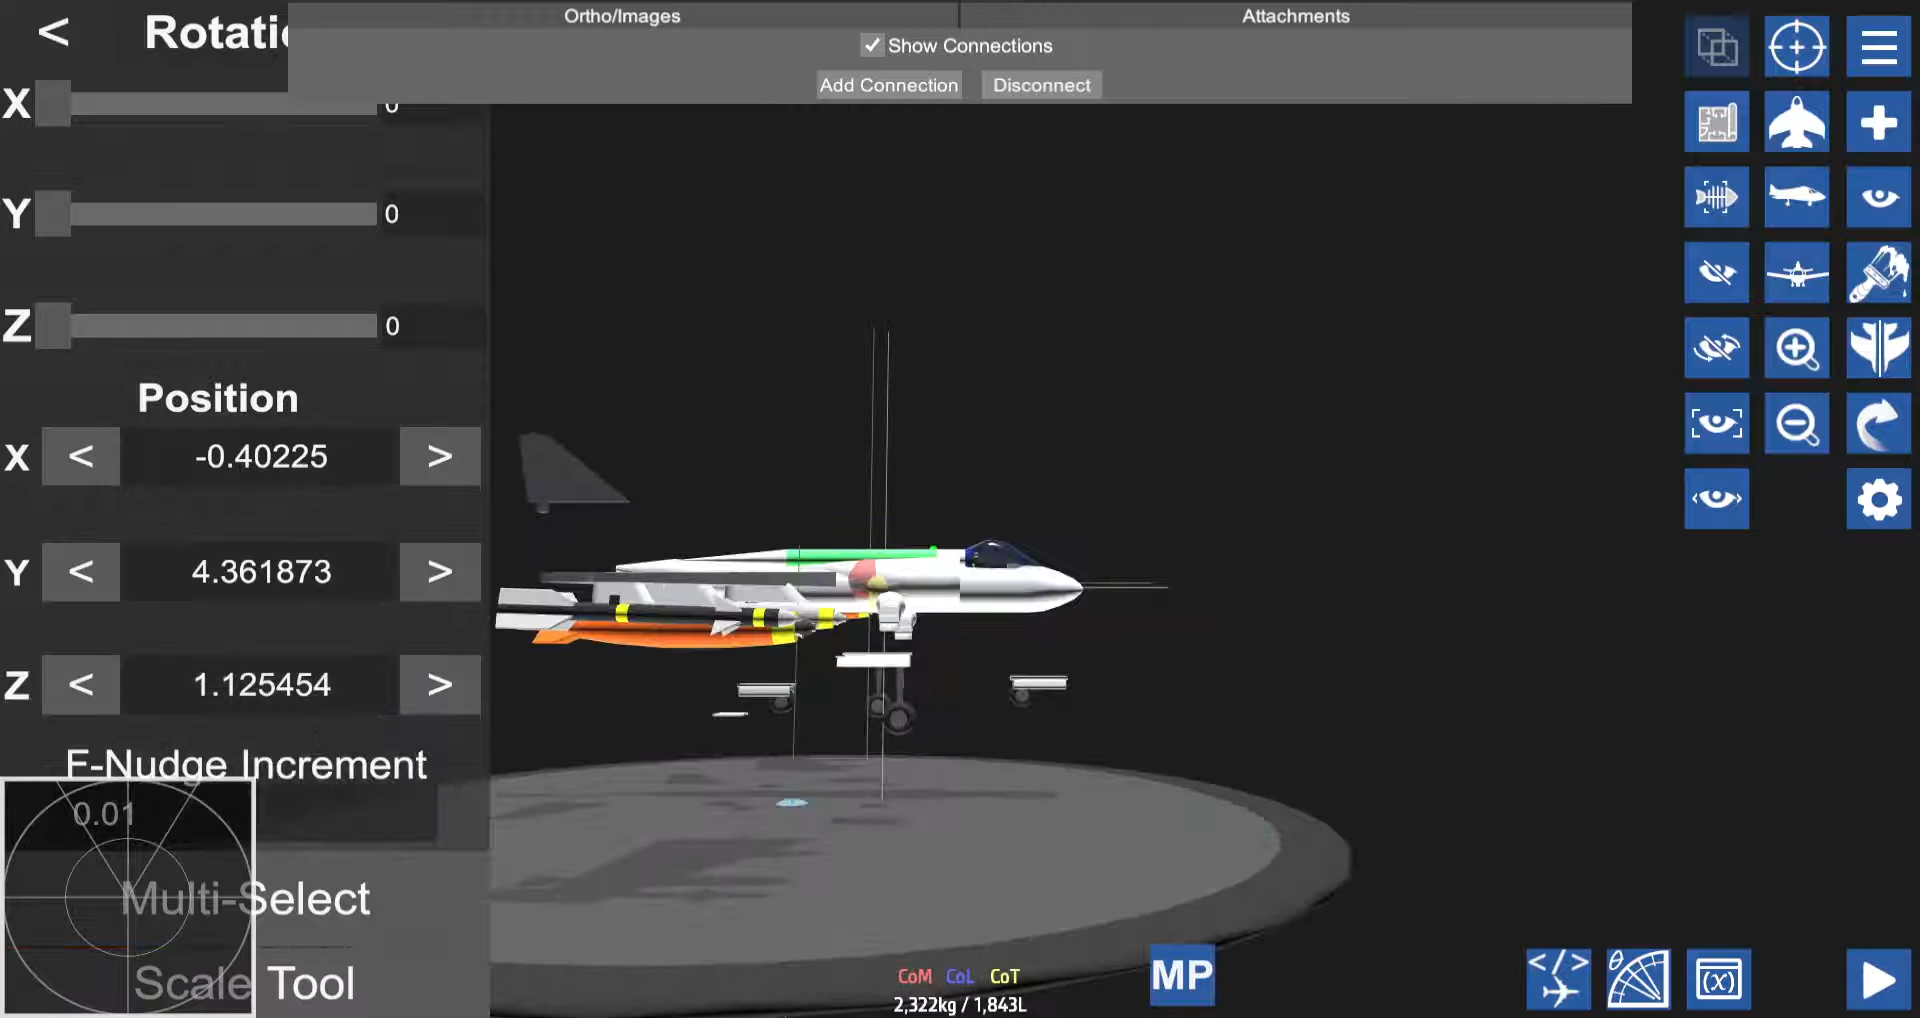 < Rotati
Ortho/Images Attachments
Show Connections
Add Connection Disconnect
X 0
Y 0
Z 0
Position
X < -0.40225 >
Y < 4.361873 >
Z < 1.125454 >
F-Nudge Increment
0.01
Multi-Select
Scale Tool
CoM CoL CoT
2,322kg / 1,843L
MP
</>
θ
(x)